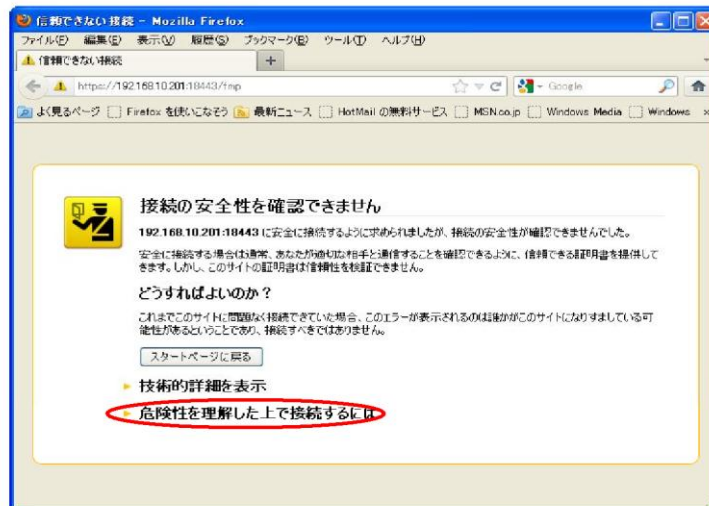 信頼できない接続 - Mozilla Firefox
ファイル(F) 編集(E) 表示(V) 履歴(S) ブックマーク(B) ツール(T) ヘルプ(H)
信頼できない接続 +
https://192.168.10.201:18443/fmp Google
よく見るページ Firefox を使いこなそう 最新ニュース HotMail の無料サービス MSN.co.jp Windows Media Windows »
接続の安全性を確認できません
192.168.10.201:18443 に安全に接続するように求められましたが、接続の安全性が確認できませんでした。
安全に接続する場合は通常、あなたが適切な相手と通信することを確認できるように、信頼できる証明書を提供して
きます。しかし、このサイトの証明書は信頼性を検証できません。
どうすればよいのか？
これまでこのサイトに問題なく接続できていた場合、このエラーが表示されるのは誰かがこのサイトになりすましている可
能性があるということであり、接続すべきではありません。
スタートページに戻る
技術的詳細を表示
危険性を理解した上で接続するには